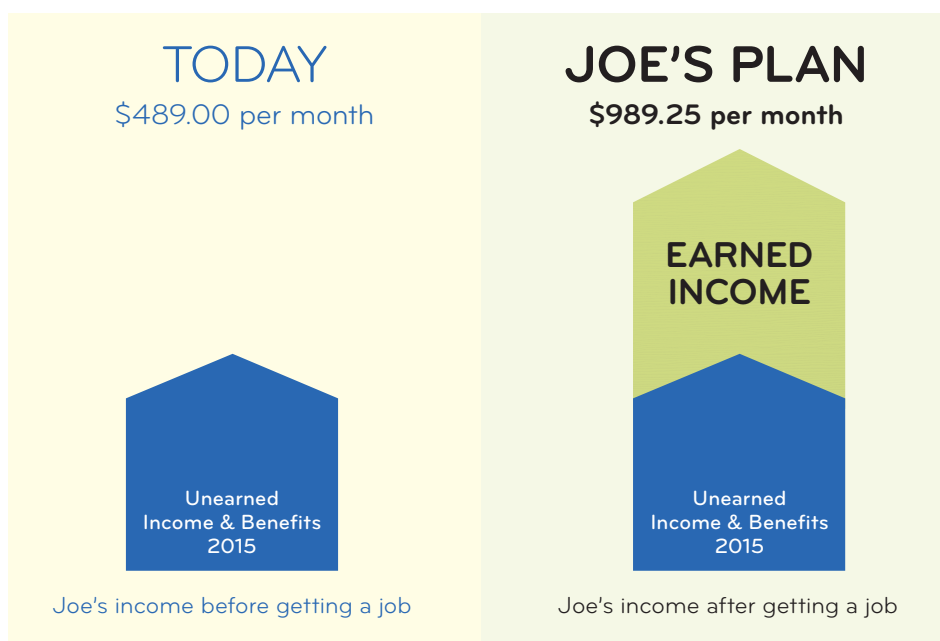 TODAY
$489.00 per month
Unearned
Income & Benefits
2015
Joe's income before getting a job
JOE'S PLAN
$989.25 per month
EARNED
INCOME
Unearned
Income & Benefits
2015
Joe's income after getting a job